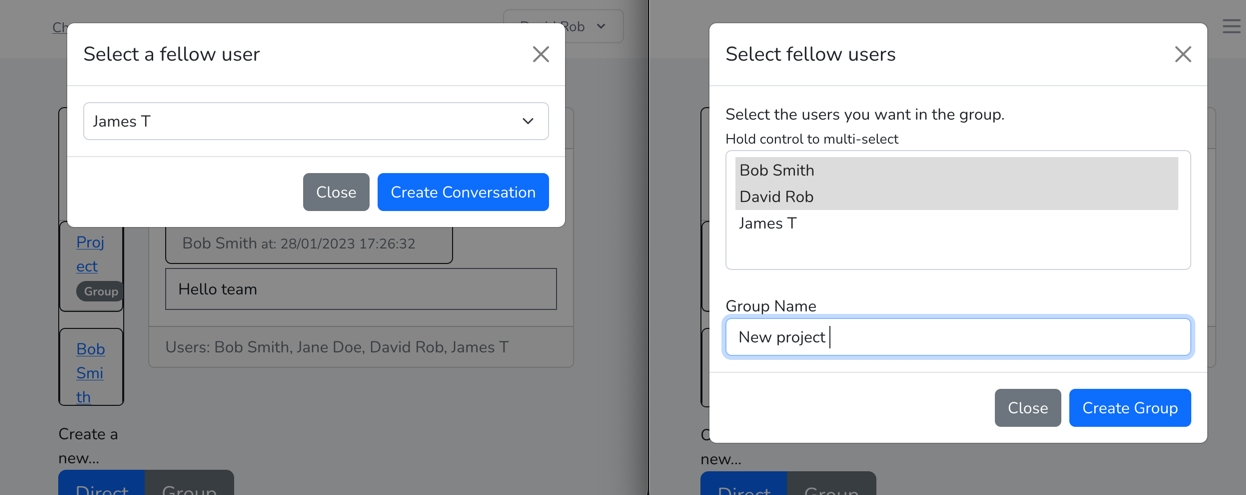 Ch
David Rob
Select a fellow user
James T
Close
Create Conversation
Proj
ect
Group
Bob Smith at: 28/01/2023 17:26:32
Hello team
Users: Bob Smith, Jane Doe, David Rob, James T
Bob
Smi
th
Create a
new...
Direct
Group
Select fellow users
Select the users you want in the group.
Hold control to multi-select
Bob Smith
David Rob
James T
Group Name
New project
Close
Create Group
C
new...
Direct
Group